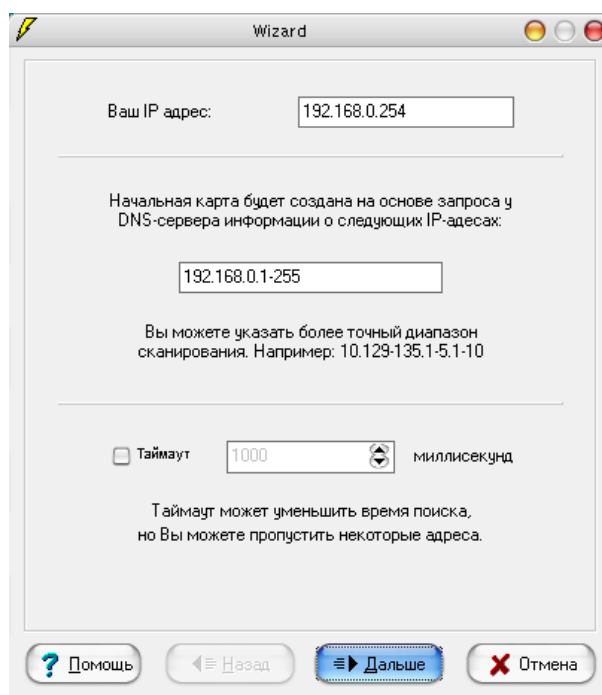 Wizard
Ваш IP адрес:
192.168.0.254
Начальная карта будет создана на основе запроса у
DNS-сервера информации о следующих IP-адесах:
192.168.0.1-255
Вы можете указать более точный диапазон
сканирования. Например: 10.129-135.1-5.1-10
Таймаут
1000
миллисекунд
Таймаут может уменьшить время поиска,
но Вы можете пропустить некоторые адреса.
Помощь
Назад
Дальше
Отмена